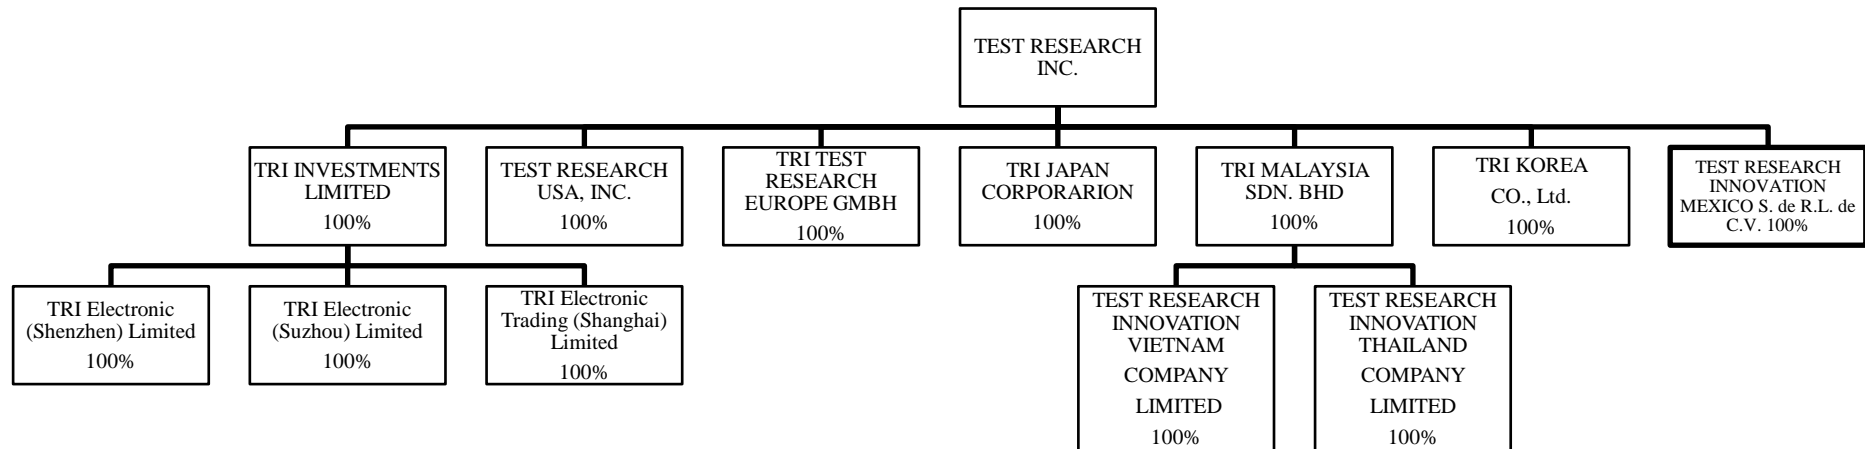 TEST RESEARCH
INC.
TRI INVESTMENTS
LIMITED
100%
TEST RESEARCH
USA, INC.
100%
TRI TEST
RESEARCH
EUROPE GMBH
100%
TRI JAPAN
CORPORARION
100%
TRI MALAYSIA
SDN. BHD
100%
TRI KOREA
CO., Ltd.
100%
TEST RESEARCH
INNOVATION
MEXICO S. de R.L. de
C.V. 100%
TRI Electronic
(Shenzhen) Limited
100%
TRI Electronic
(Suzhou) Limited
100%
TRI Electronic
Trading (Shanghai)
Limited
100%
TEST RESEARCH
INNOVATION
VIETNAM
COMPANY
LIMITED
100%
TEST RESEARCH
INNOVATION
THAILAND
COMPANY
LIMITED
100%